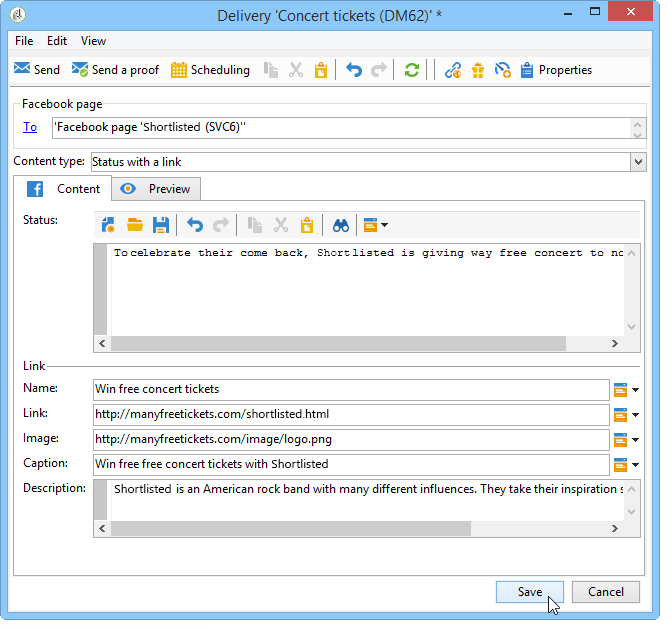 Delivery 'Concert tickets (DM62)' *
File Edit View
Send Send a proof Scheduling Properties
Facebook page
To 'Facebook page 'Shortlisted (SVC6)''
Content type: Status with a link
Content Preview
Status:
To celebrate their come back, Shortlisted is giving way free concert to no
Link
Name: Win free concert tickets
Link: http://manyfreetickets.com/shortlisted.html
Image: http://manyfreetickets.com/image/logo.png
Caption: Win free free concert tickets with Shortlisted
Description: Shortlisted is an American rock band with many different influences. They take their inspiration s
Save Cancel